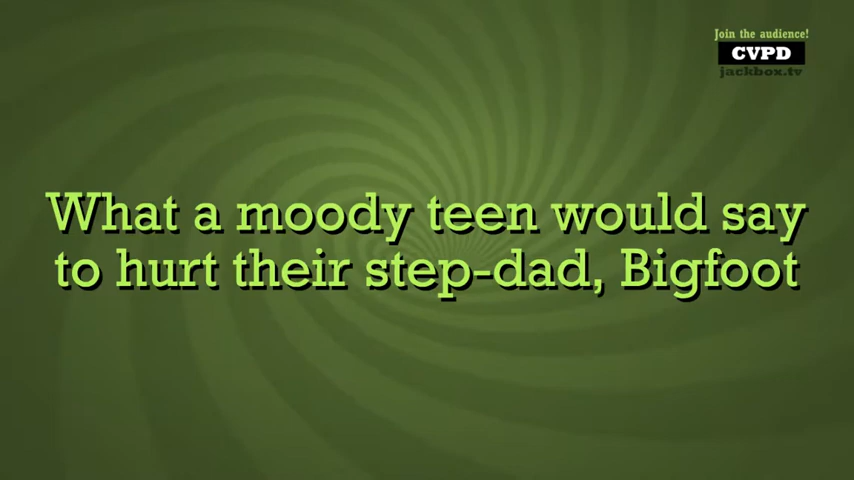 Join the audience!
CVPD
jackbox.tv
What a moody teen would say
to hurt their step-dad, Bigfoot